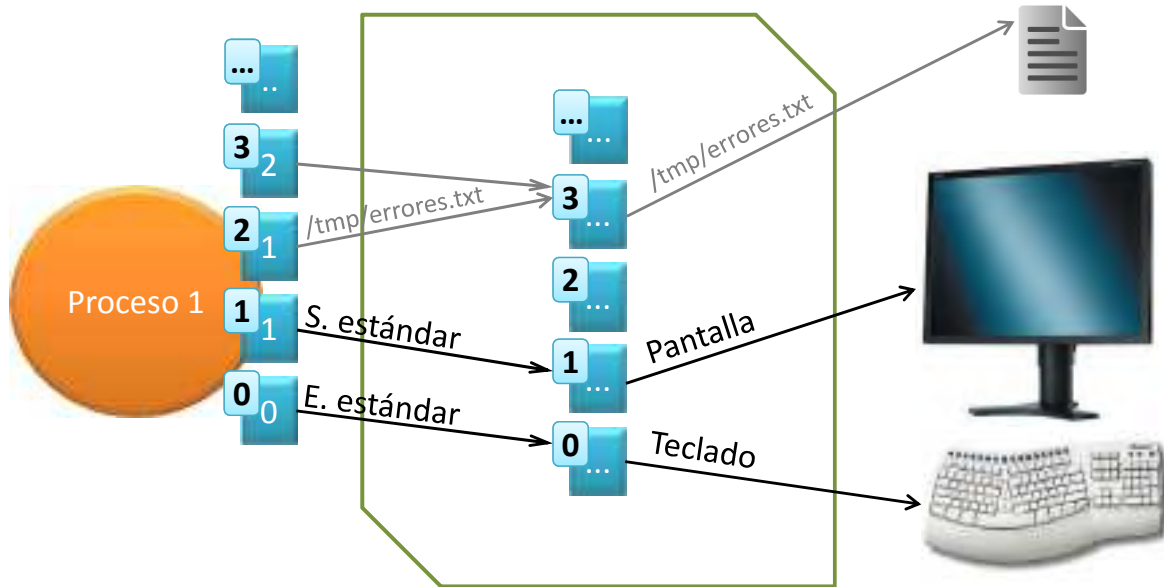 ...
..
3
2
2
1
/tmp/errores.txt
1
1
S. estándar
0
0
E. estándar
Proceso 1
...
...
3
...
/tmp/errores.txt
2
...
1
...
Pantalla
0
...
Teclado